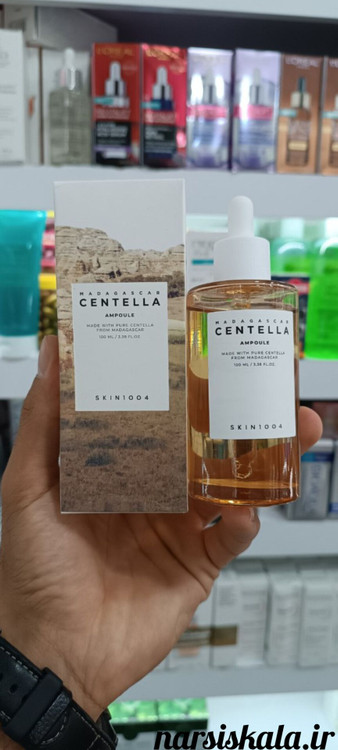 L'ORÉAL
MADAGASCAR
CENTELLA
AMPOULE
MADE WITH PURE CENTELLA
FROM MADAGASCAR
100 ML / 3.38 FL.OZ
SKIN1004
MADAGASCAR
CENTELLA
AMPOULE
MADE WITH PURE CENTELLA
FROM MADAGASCAR
100 ML / 3.38 FL.OZ
SKIN1004
narsiskala.ir